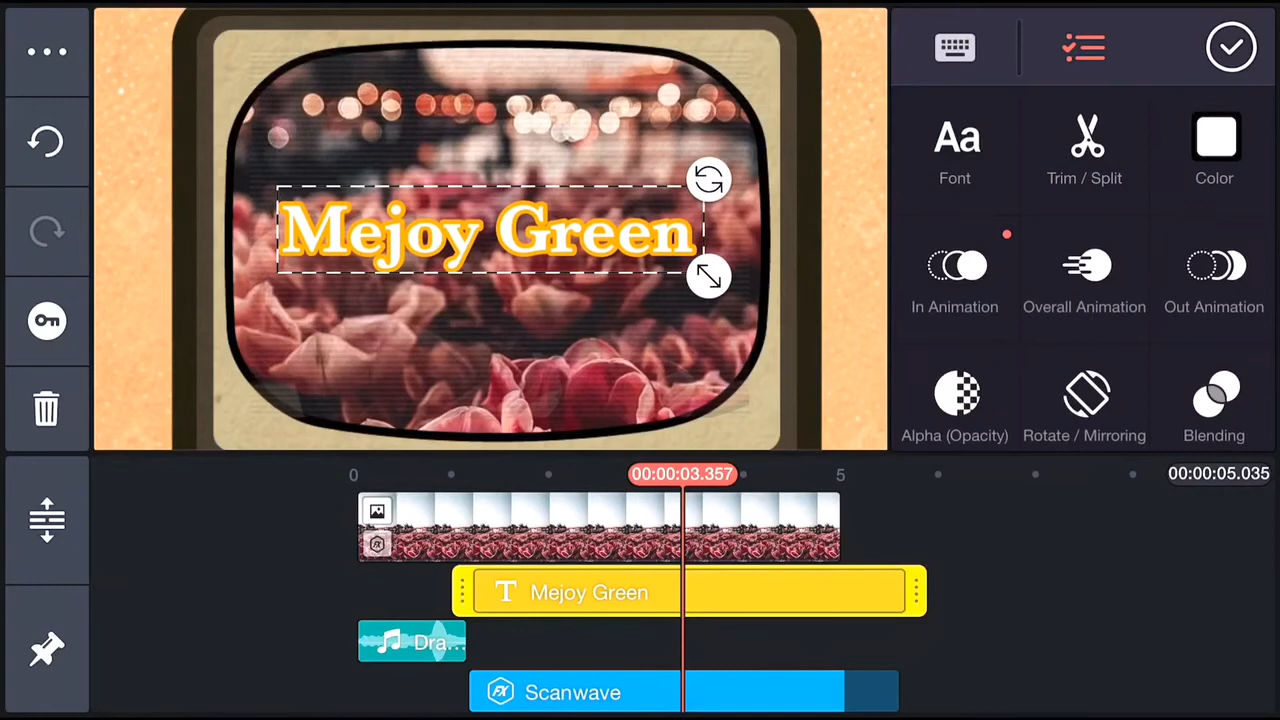 Mejoy Green
Aa
Font
Trim / Split
Color
In Animation
Overall Animation
Out Animation
Alpha (Opacity)
Rotate / Mirroring
Blending
0
00:00:03.357
5
00:00:05.035
T Mejoy Green
Dra...
FX Scanwave